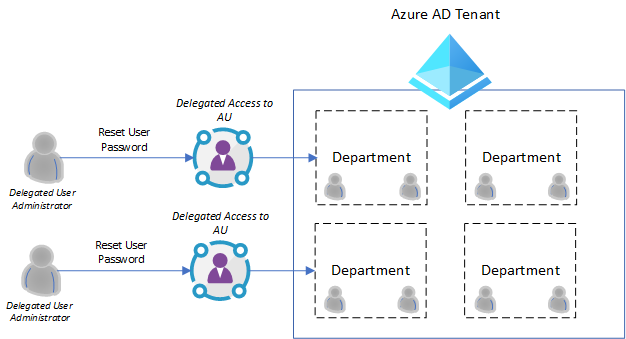 Azure AD Tenant
Delegated Access to
AU
Reset User
Password
Department
Department
Delegated User
Administrator
Delegated Access to
AU
Reset User
Password
Department
Department
Delegated User
Administrator